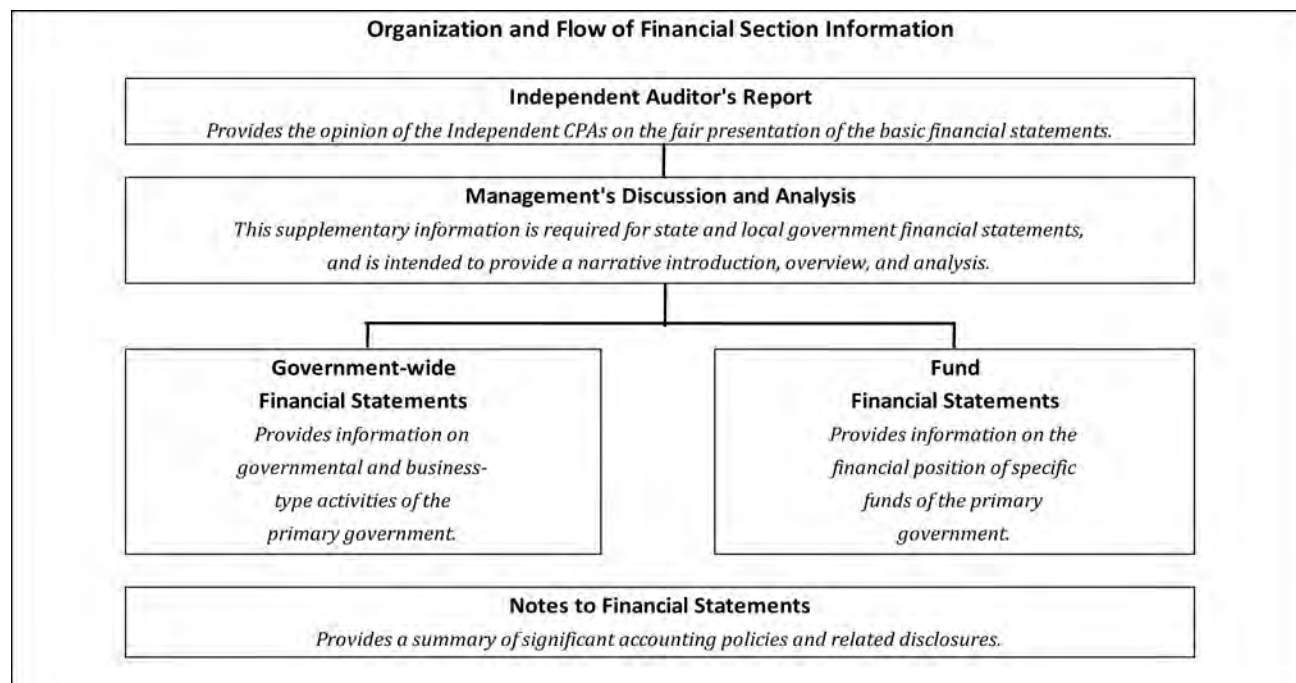 Organization and Flow of Financial Section Information
Independent Auditor's Report
Provides the opinion of the Independent CPAs on the fair presentation of the basic financial statements.
Management's Discussion and Analysis
This supplementary information is required for state and local government financial statements,
and is intended to provide a narrative introduction, overview, and analysis.
Government-wide
Financial Statements
Provides information on
governmental and business-
type activities of the
primary government.
Fund
Financial Statements
Provides information on the
financial position of specific
funds of the primary
government.
Notes to Financial Statements
Provides a summary of significant accounting policies and related disclosures.